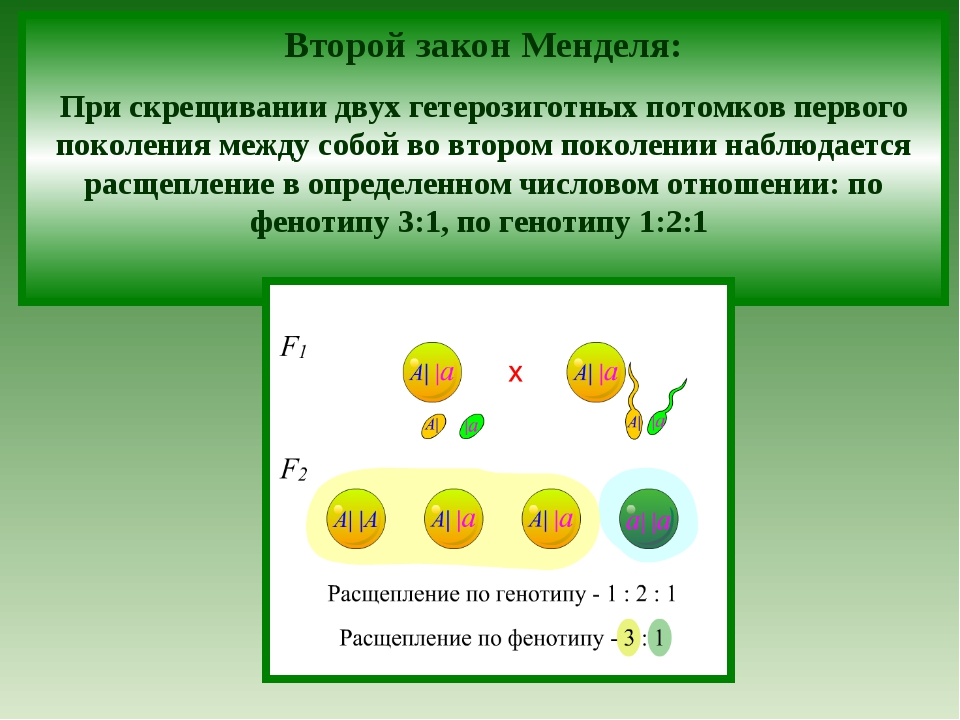 Второй закон Менделя:
При скрещивании двух гетерозиготных потомков первого
поколения между собой во втором поколении наблюдается
расщепление в определенном числовом отношении: по
фенотипу 3:1, по генотипу 1:2:1
F1
A| |a x A| |a
A| |a A| |a
F2
A| |A A| |a A| |a a| |a
Расщепление по генотипу - 1 : 2 : 1
Расщепление по фенотипу - 3 : 1